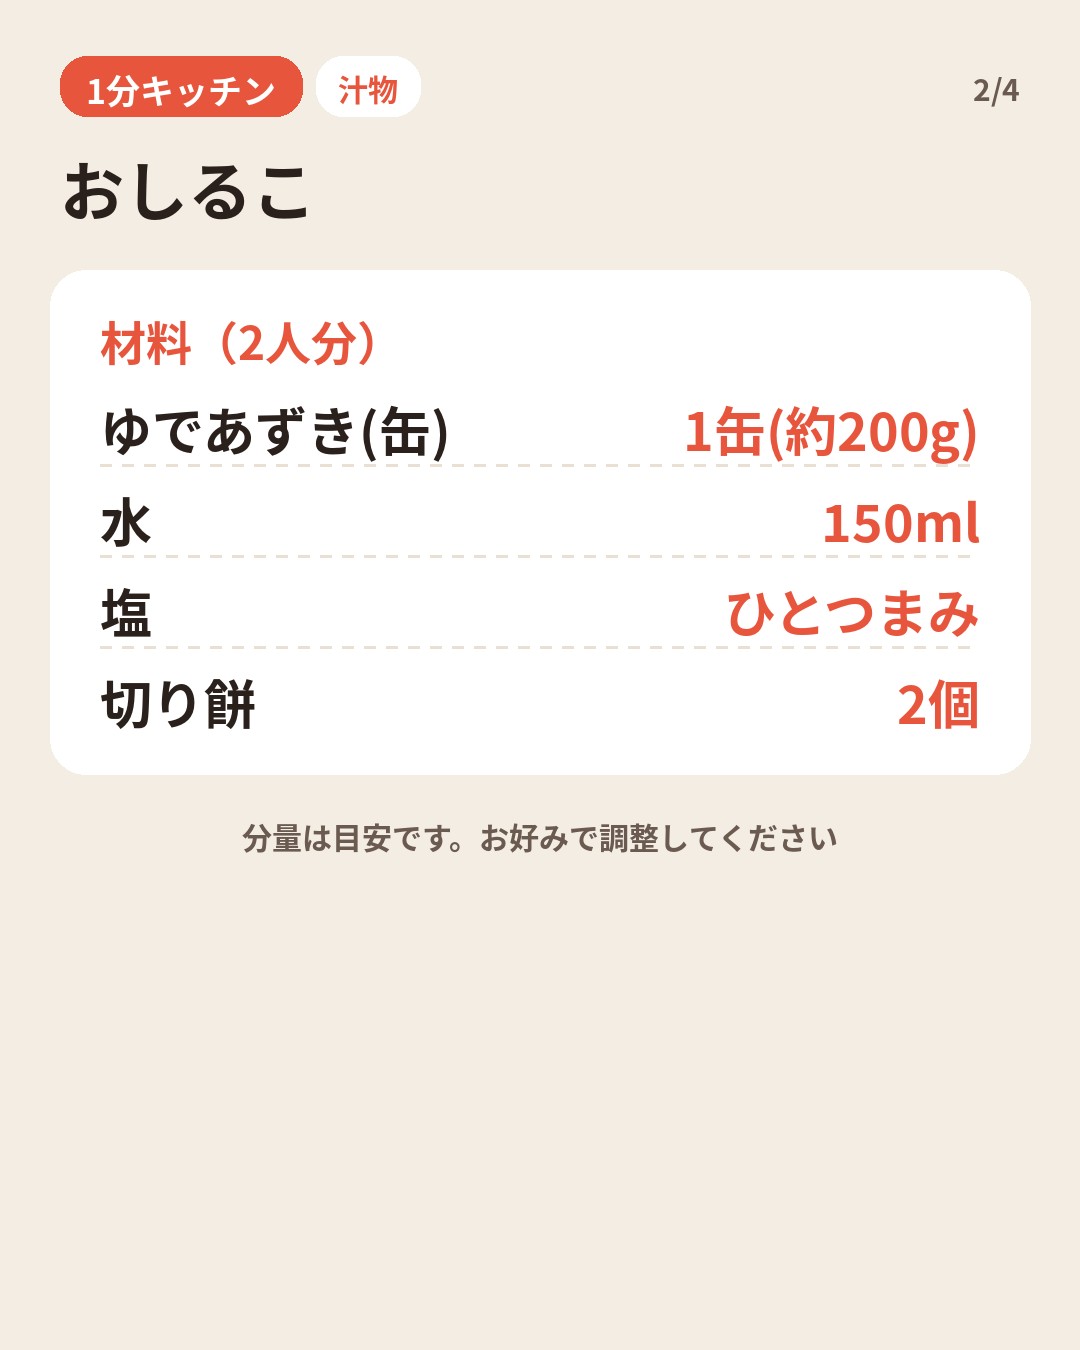 1分キッチン 汁物 2/4
おしるこ
材料（2人分）
ゆであずき(缶) 1缶(約200g)
水 150ml
塩 ひとつまみ
切り餅 2個
分量は目安です。お好みで調整してください